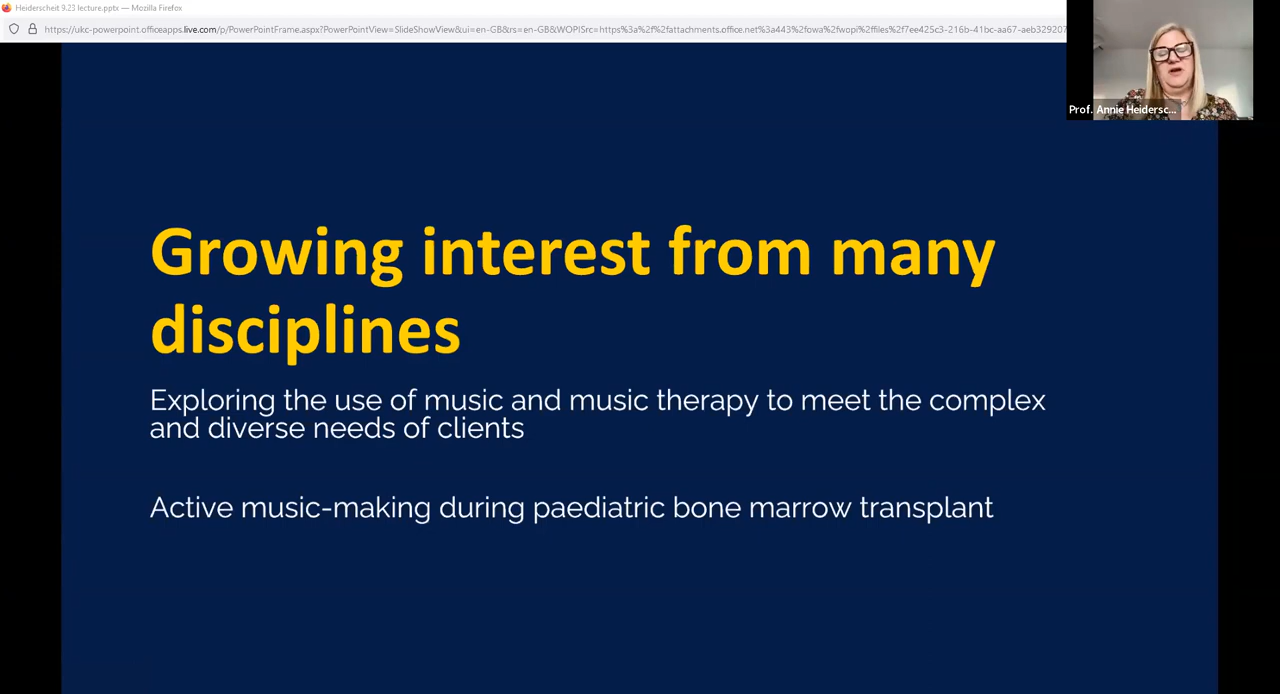 Heiderscheit 9.23 lecture.pptx — Mozilla Firefox
https://ukc-powerpoint.officeapps.live.com/p/PowerPointFrame.aspx?PowerPointView=SlideShowView&ui=en-GB&rs=en-GB&WOPISrc=https%3a%2f%2fattachments.office.net%3a443%2fowa%2fwopi%2ffiles%2f7ee425c3-216b-41bc-aa67-aeb329207
Prof. Annie Heidersc...
Growing interest from many
disciplines
Exploring the use of music and music therapy to meet the complex
and diverse needs of clients
Active music-making during paediatric bone marrow transplant